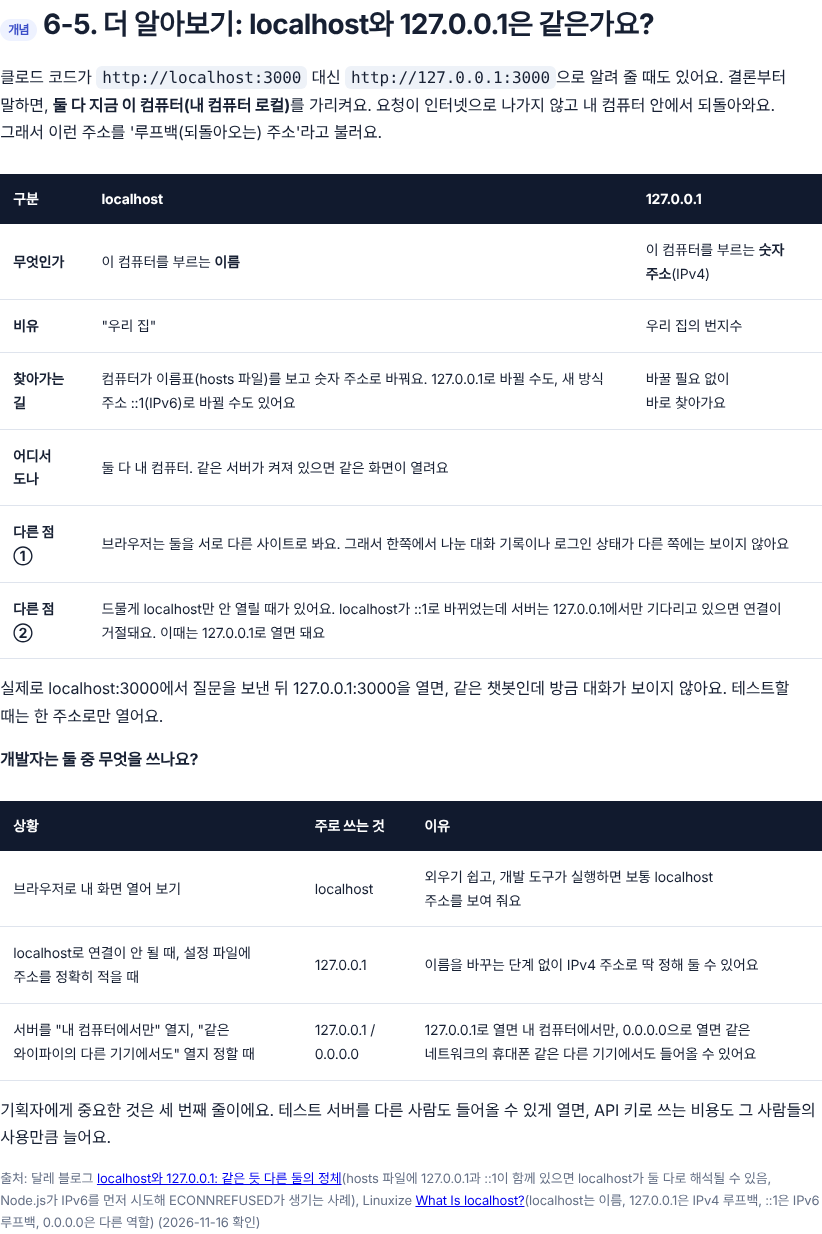 개념 6-5. 더 알아보기: localhost와 127.0.0.1은 같은가요?
클로드 코드가 http://localhost:3000 대신 http://127.0.0.1:3000으로 알려 줄 때도 있어요. 결론부터
말하면, 둘 다 지금 이 컴퓨터(내 컴퓨터 로컬)를 가리켜요. 요청이 인터넷으로 나가지 않고 내 컴퓨터 안에서 되돌아와요.
그래서 이런 주소를 '루프백(되돌아오는) 주소'라고 불러요.
구분 localhost 127.0.0.1
무엇인가 이 컴퓨터를 부르는 이름 이 컴퓨터를 부르는 숫자
주소(IPv4)
비유 "우리 집" 우리 집의 번지수
찾아가는 컴퓨터가 이름표(hosts 파일)를 보고 숫자 주소로 바꿔요. 127.0.0.1로 바뀔 수도, 새 방식 바꿀 필요 없이
길 주소 ::1(IPv6)로 바뀔 수도 있어요 바로 찾아가요
어디서
도나 둘 다 내 컴퓨터. 같은 서버가 켜져 있으면 같은 화면이 열려요
다른 점
① 브라우저는 둘을 서로 다른 사이트로 봐요. 그래서 한쪽에서 나눈 대화 기록이나 로그인 상태가 다른 쪽에는 보이지 않아요
다른 점 드물게 localhost만 안 열릴 때가 있어요. localhost가 ::1로 바뀌었는데 서버는 127.0.0.1에서만 기다리고 있으면 연결이
② 거절돼요. 이때는 127.0.0.1로 열면 돼요
실제로 localhost:3000에서 질문을 보낸 뒤 127.0.0.1:3000을 열면, 같은 챗봇인데 방금 대화가 보이지 않아요. 테스트할
때는 한 주소로만 열어요.
개발자는 둘 중 무엇을 쓰나요?
상황 주로 쓰는 것 이유
브라우저로 내 화면 열어 보기 localhost 외우기 쉽고, 개발 도구가 실행하면 보통 localhost
주소를 보여 줘요
localhost로 연결이 안 될 때, 설정 파일에
주소를 정확히 적을 때 127.0.0.1 이름을 바꾸는 단계 없이 IPv4 주소로 딱 정해 둘 수 있어요
서버를 "내 컴퓨터에서만" 열지, "같은 127.0.0.1 / 127.0.0.1로 열면 내 컴퓨터에서만, 0.0.0.0으로 열면 같은
와이파이의 다른 기기에서도" 열지 정할 때 0.0.0.0 네트워크의 휴대폰 같은 다른 기기에서도 들어올 수 있어요
기획자에게 중요한 것은 세 번째 줄이에요. 테스트 서버를 다른 사람도 들어올 수 있게 열면, API 키로 쓰는 비용도 그 사람들의
사용만큼 늘어요.
출처: 달레 블로그 localhost와 127.0.0.1: 같은 듯 다른 둘의 정체(hosts 파일에 127.0.0.1과 ::1이 함께 있으면 localhost가 둘 다로 해석될 수 있음,
Node.js가 IPv6를 먼저 시도해 ECONNREFUSED가 생기는 사례), Linuxize What Is localhost?(localhost는 이름, 127.0.0.1은 IPv4 루프백, ::1은 IPv6
루프백, 0.0.0.0은 다른 역할) (2026-11-16 확인)